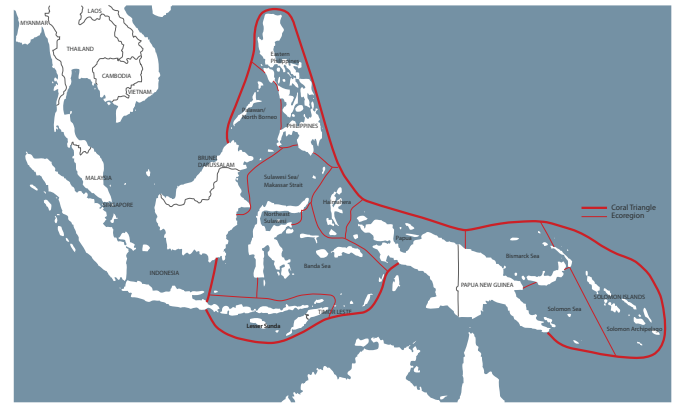 LAOS
MYANMAR
THAILAND
CAMBODIA
VIETNAM
Eastern
Philippines
Palawan/
North Borneo
PHILIPPINES
BRUNEI
DARUSSALAM
MALAYSIA
SINGAPORE
Sulawesi Sea/
Makassar Strait
Halmahera
Northeast
Sulawesi
Papua
Banda Sea
INDONESIA
Lesser Sunda
TIMOR LESTE
PAPUA NEW GUINEA
Bismarck Sea
Solomon Sea
SOLOMON ISLANDS
Solomon Archipelago
Coral Triangle
Ecoregion